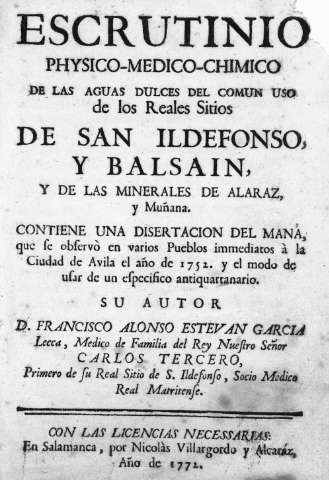 ESCRUTINIO
PHYSICO-MEDICO-CHIMICO
DE LAS AGUAS DULCES DEL COMUN USO
de los Reales Sitios
DE SAN ILDEFONSO,
Y BALSAIN,
Y DE LAS MINERALES DE ALARAZ,
y Muñana.
CONTIENE UNA DISERTACION DEL MANÁ,
que se observò en varios Pueblos immediatos à la
Ciudad de Avila el año de 1752. y el modo de
usar de un especifico antiquartanario.
SU AUTOR
D. FRANCISCO ALONSO ESTEVAN GARCIA
Lecca, Medico de Familia del Rey Nuestro Señor
CARLOS TERCERO,
Primero de su Real Sitio de S. Ildefonso, Socio Medico
Real Matritense.
CON LAS LICENCIAS NECESSARIAS:
En Salamanca, por Nicolàs Villargordo y Alcaráz,
Año de 1772.